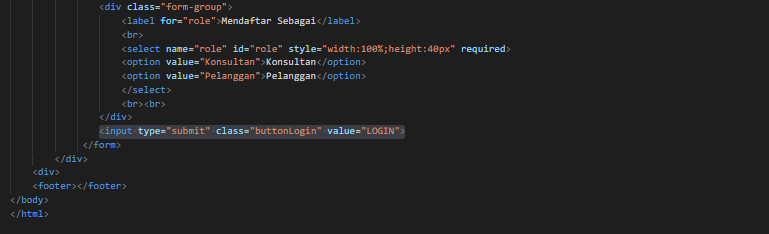 <div class="form-group">
<label for="role">Mendaftar Sebagai</label>
<br>
<select name="role" id="role" style="width:100%;height:40px" required>
<option value="Konsultan">Konsultan</option>
<option value="Pelanggan">Pelanggan</option>
</select>
<br><br>
</div>
<input type="submit" class="buttonLogin" value="LOGIN">
</form>
</div>
<div>
<footer></footer>
</body>
</html>